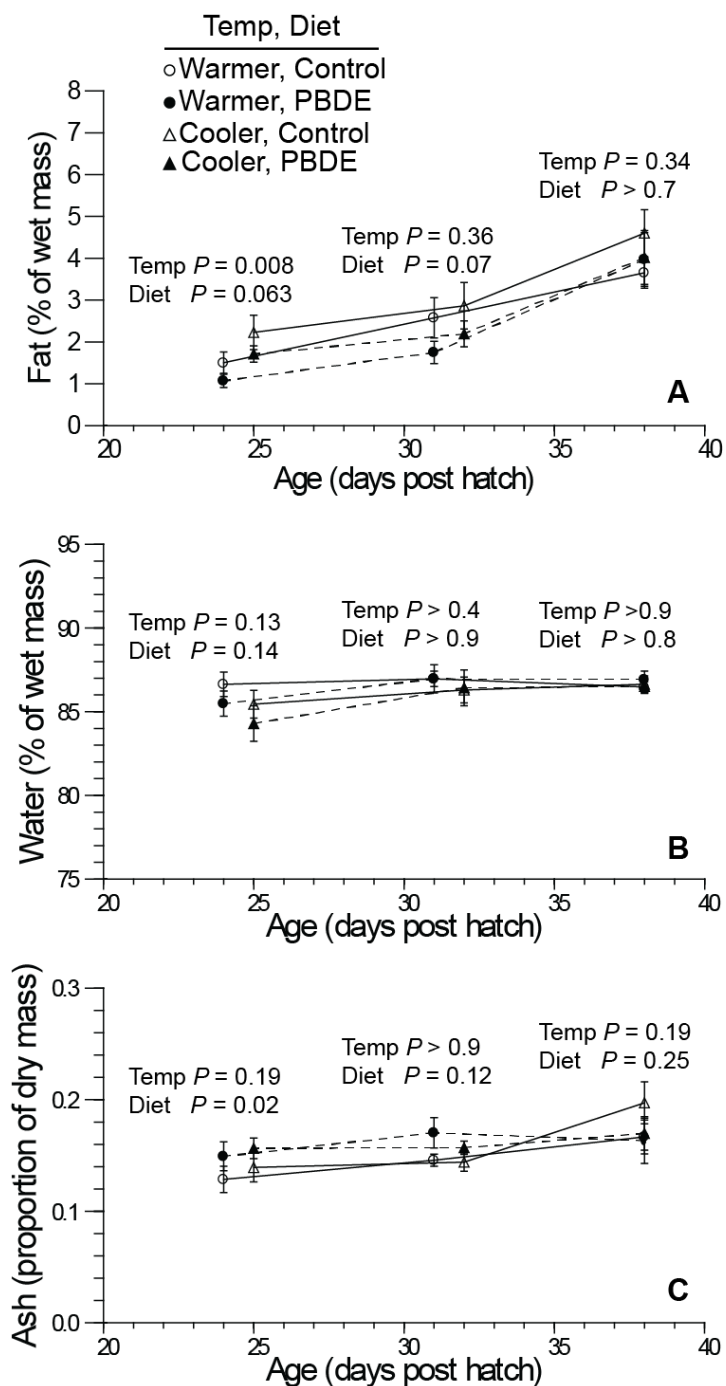 Temp, Diet
Warmer, Control
Warmer, PBDE
Cooler, Control
Cooler, PBDE
8
7
6
5
4
3
2
1
0
Fat (% of wet mass)
Temp P = 0.008
Diet P = 0.063
Temp P = 0.36
Diet P = 0.07
Temp P = 0.34
Diet P > 0.7
A
20 25 30 35 40
Age (days post hatch)
95
90
85
80
75
Water (% of wet mass)
Temp P = 0.13
Diet P = 0.14
Temp P > 0.4
Diet P > 0.9
Temp P >0.9
Diet P > 0.8
B
20 25 30 35 40
Age (days post hatch)
0.3
0.2
0.1
0.0
Ash (proportion of dry mass)
Temp P = 0.19
Diet P = 0.02
Temp P > 0.9
Diet P = 0.12
Temp P = 0.19
Diet P = 0.25
C
20 25 30 35 40
Age (days post hatch)